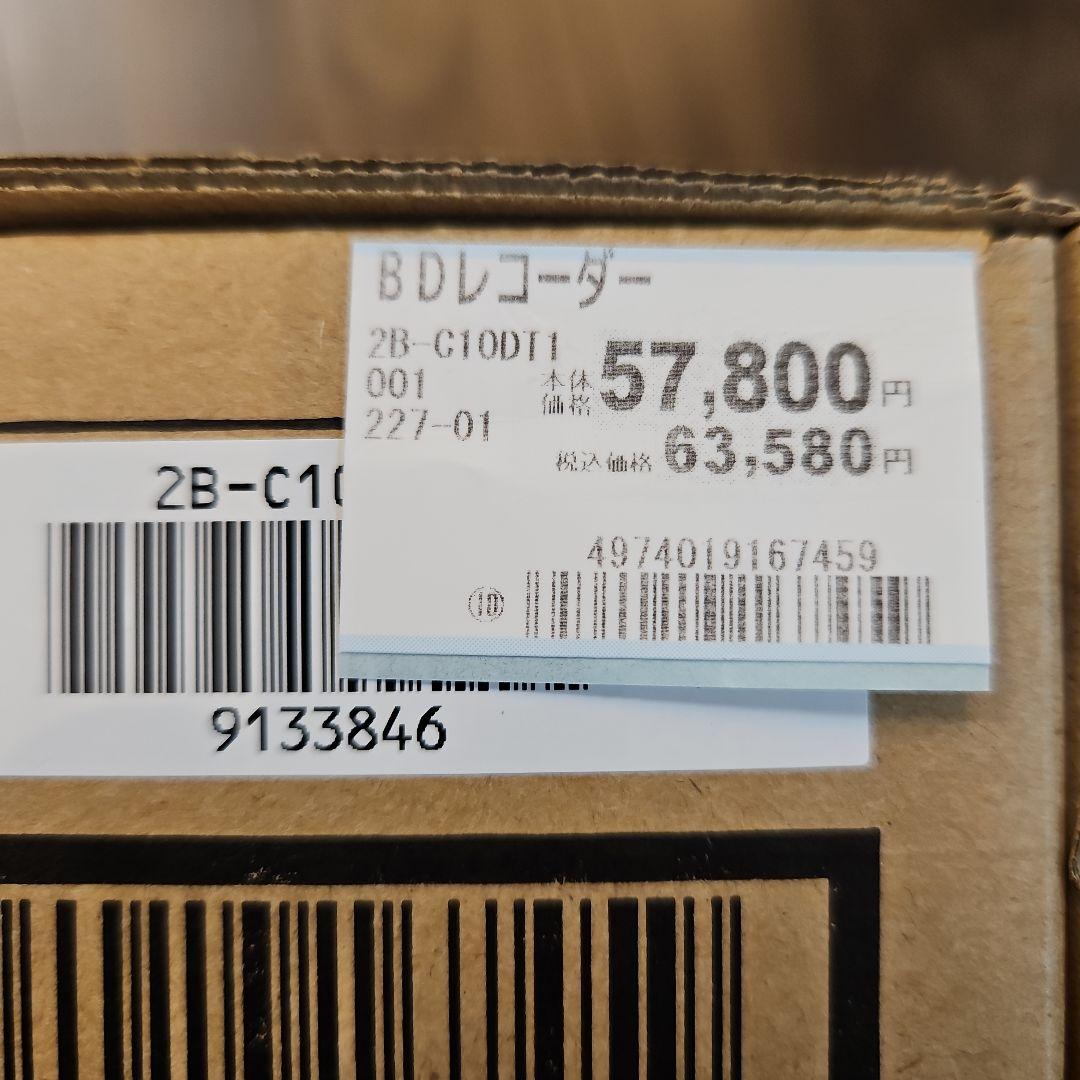 BDレコーダー
2B-C10DT1
001
本体価格 57,800円
227-01
税込価格 63,580円
4974019167459
⑩
2B-C10
9133846